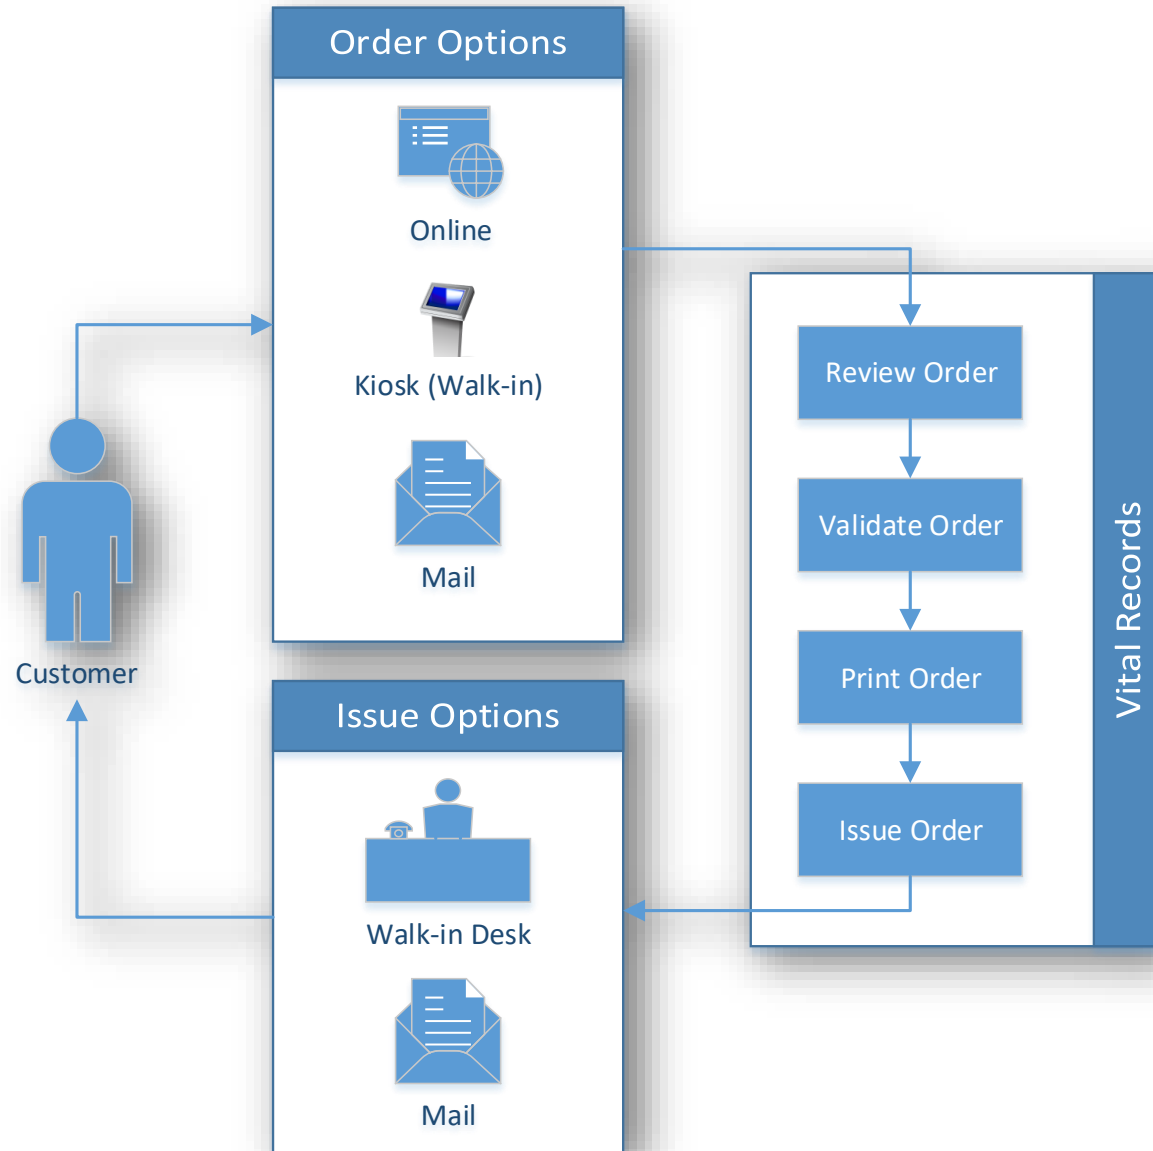 Order Options
Online
Kiosk (Walk-in)
Mail
Customer
Review Order
Validate Order
Print Order
Issue Order
Vital Records
Issue Options
Walk-in Desk
Mail